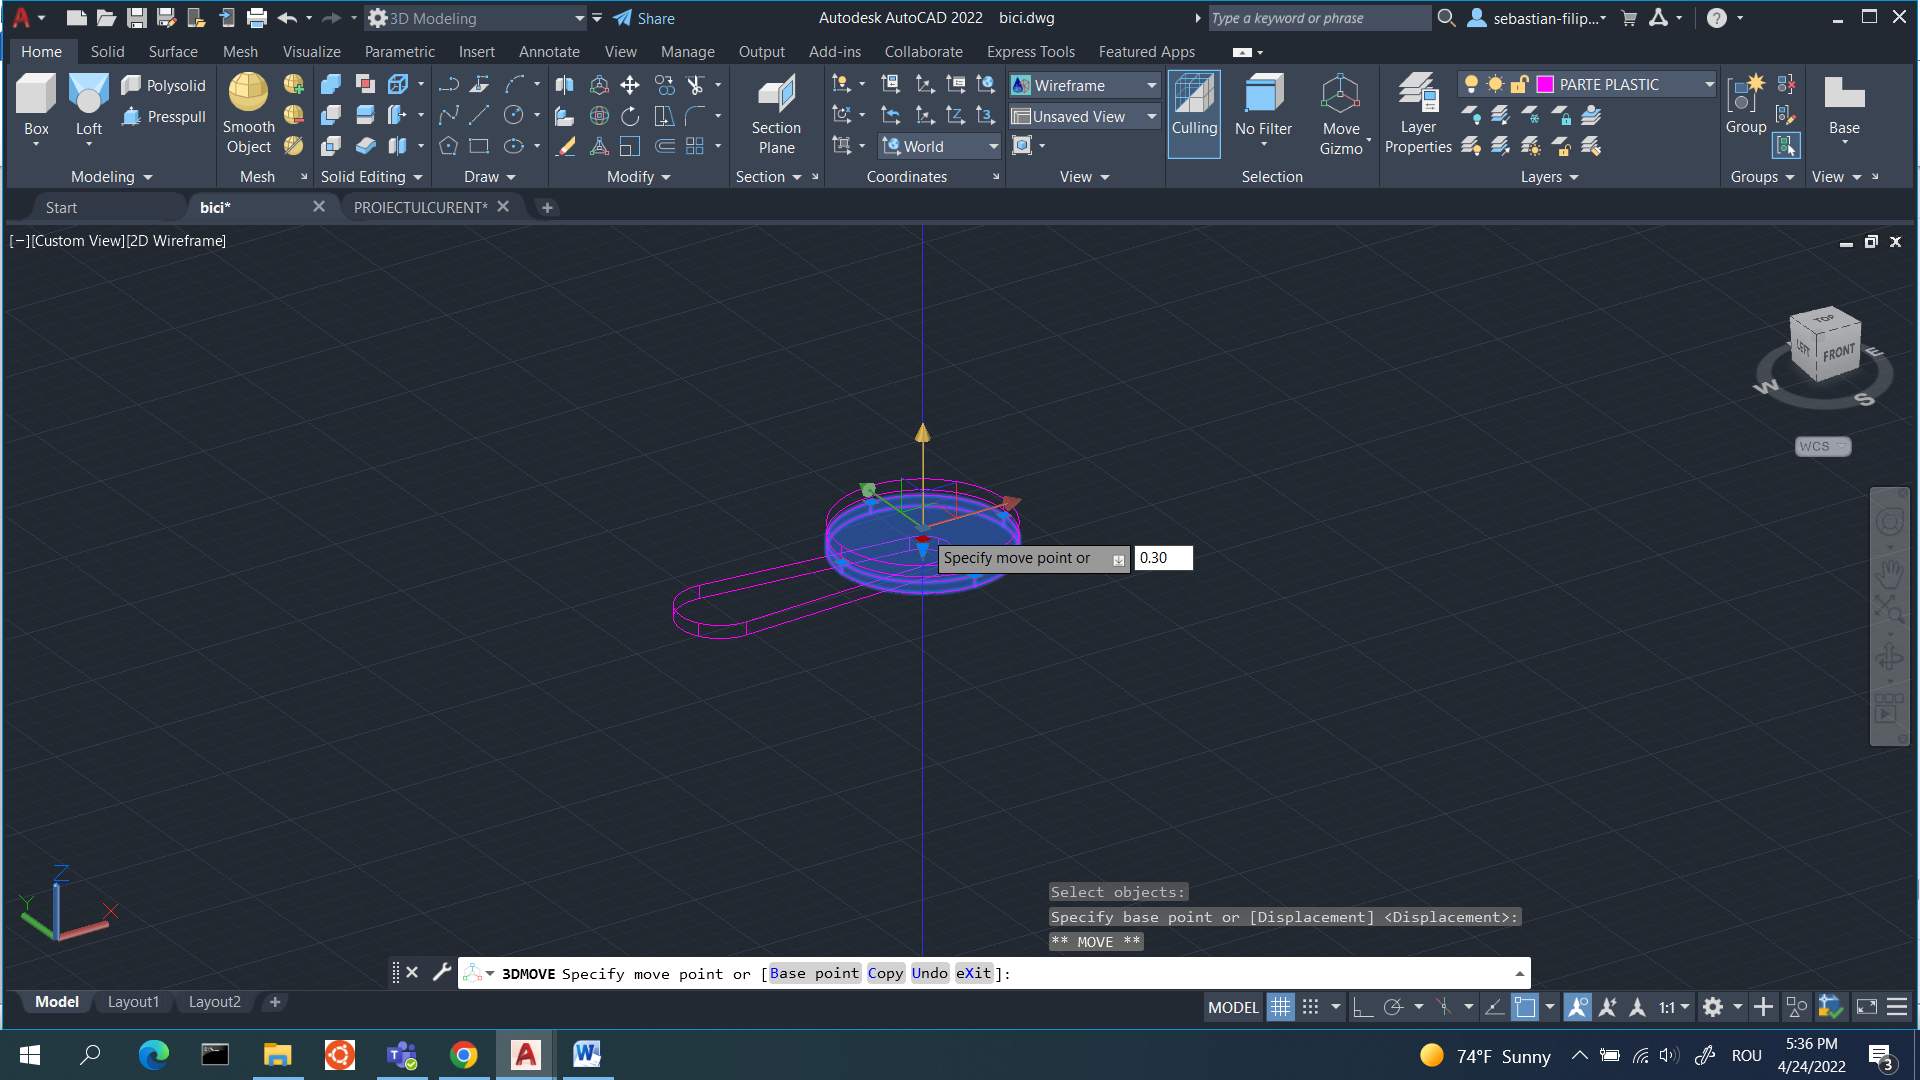 3D Modeling
Share
Autodesk AutoCAD 2022 bici.dwg
Type a keyword or phrase
sebastian-filip...
Home Solid Surface Mesh Visualize Parametric Insert Annotate View Manage Output Add-ins Collaborate Express Tools Featured Apps
Box
Loft
Polysolid
Presspull
Smooth
Object
Section
Plane
World
Wireframe
Unsaved View
Culling
No Filter
Move
Gizmo
Layer
Properties
PARTE PLASTIC
Group
Base
Modeling Mesh Solid Editing Draw Modify Section Coordinates View Selection Layers Groups View
Start bici* PROIECTULCURENT*
[−][Custom View][2D Wireframe]
TOP
LEFT FRONT
E
W
S
WCS
Specify move point or 0.30
Z
Y
X
Select objects:
Specify base point or [Displacement] <Displacement>:
** MOVE **
3DMOVE Specify move point or [Base point Copy Undo eXit]:
Model Layout1 Layout2
MODEL 1:1
74°F Sunny
ROU
5:36 PM
4/24/2022
3